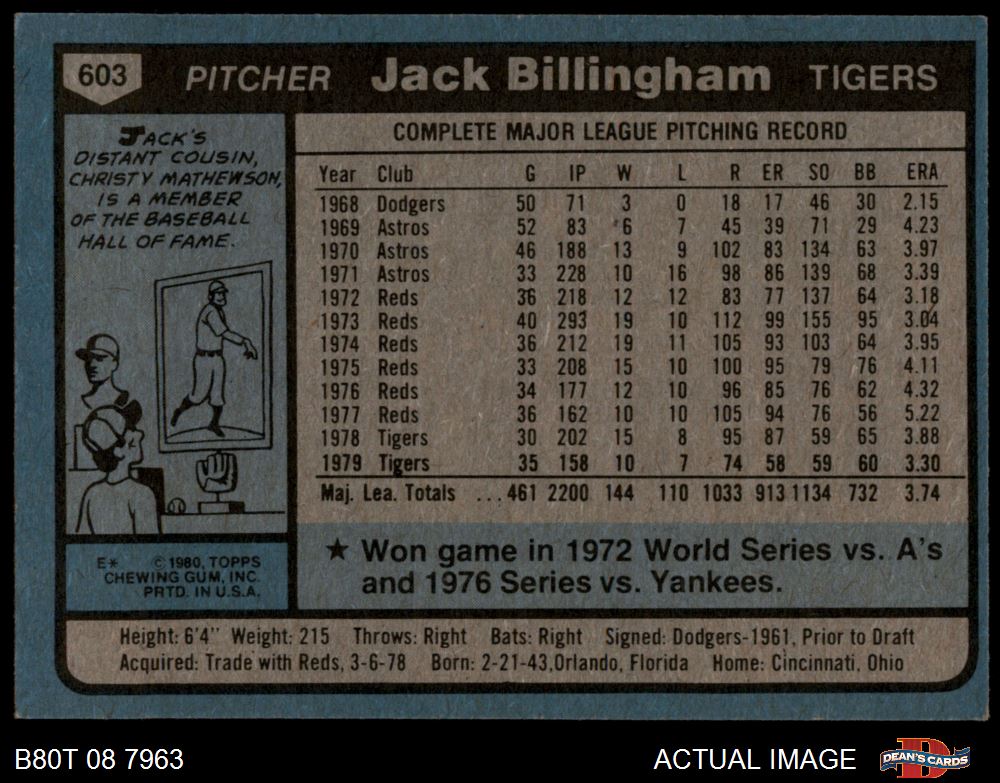 603 PITCHER Jack Billingham TIGERS
JACK'S
DISTANT COUSIN,
CHRISTY MATHEWSON,
IS A MEMBER
OF THE BASEBALL
HALL OF FAME.
COMPLETE MAJOR LEAGUE PITCHING RECORD
Year Club G IP W L R ER SO BB ERA
1968 Dodgers 50 71 3 0 18 17 46 30 2.15
1969 Astros 52 83 6 7 45 39 71 29 4.23
1970 Astros 46 188 13 9 102 83 134 63 3.97
1971 Astros 33 228 10 16 98 86 139 68 3.39
1972 Reds 36 218 12 12 83 77 137 64 3.18
1973 Reds 40 293 19 10 112 99 155 95 3.04
1974 Reds 36 212 19 11 105 93 103 64 3.95
1975 Reds 33 208 15 10 100 95 79 76 4.11
1976 Reds 34 177 12 10 96 85 76 62 4.32
1977 Reds 36 162 10 10 105 94 76 56 5.22
1978 Tigers 30 202 15 8 95 87 59 65 3.88
1979 Tigers 35 158 10 7 74 58 59 60 3.30
Maj. Lea. Totals ...461 2200 144 110 1033 913 1134 732 3.74
★ Won game in 1972 World Series vs. A's
and 1976 Series vs. Yankees.
E* © 1980, TOPPS
CHEWING GUM, INC.
PRTD. IN U.S.A.
Height: 6'4" Weight: 215 Throws: Right Bats: Right Signed: Dodgers-1961, Prior to Draft
Acquired: Trade with Reds, 3-6-78 Born: 2-21-43, Orlando, Florida Home: Cincinnati, Ohio
B80T 08 7963 ACTUAL IMAGE DEAN'S CARDS